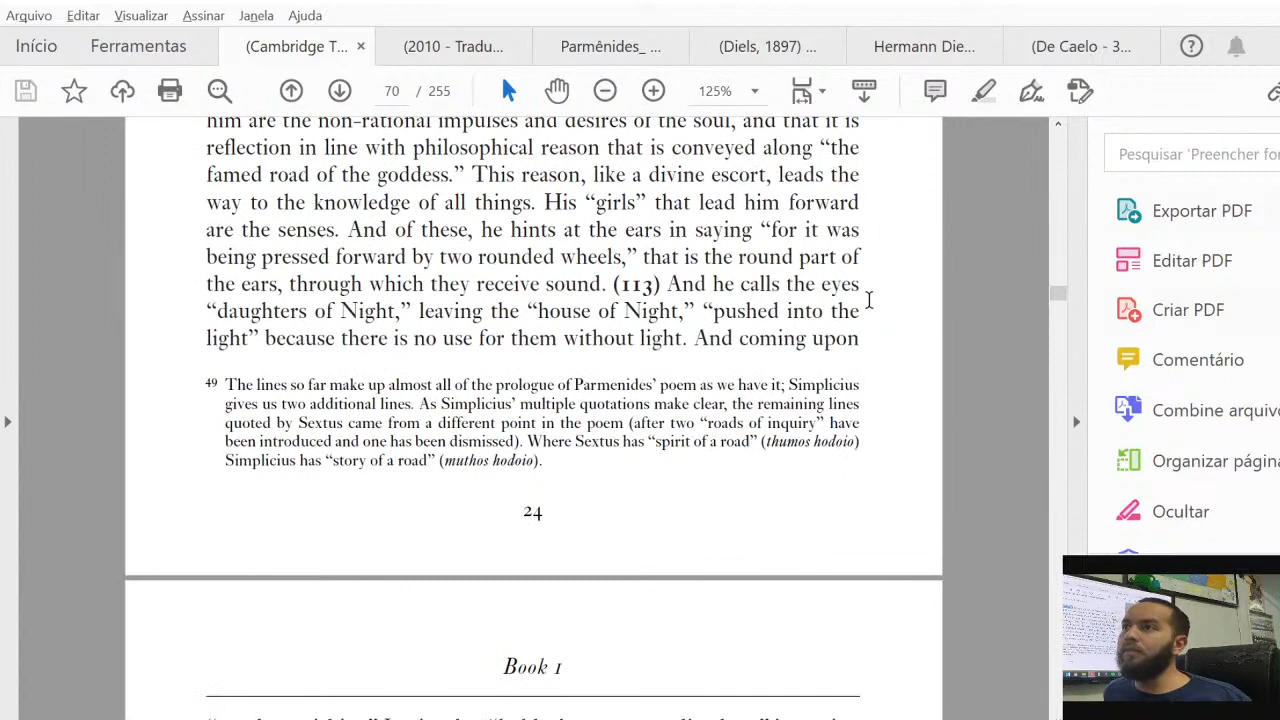 Arquivo Editar Visualizar Assinar Janela Ajuda
Início Ferramentas (Cambridge T... × (2010 - Tradu... Parmênides_ ... (Diels, 1897) ... Hermann Die... (De Caelo - 3...
70 / 255 125%
him are the non-rational impulses and desires of the soul, and that it is
reflection in line with philosophical reason that is conveyed along “the
famed road of the goddess.” This reason, like a divine escort, leads the
way to the knowledge of all things. His “girls” that lead him forward
are the senses. And of these, he hints at the ears in saying “for it was
being pressed forward by two rounded wheels,” that is the round part of
the ears, through which they receive sound. (113) And he calls the eyes
“daughters of Night,” leaving the “house of Night,” “pushed into the
light” because there is no use for them without light. And coming upon
49 The lines so far make up almost all of the prologue of Parmenides’ poem as we have it; Simplicius
gives us two additional lines. As Simplicius’ multiple quotations make clear, the remaining lines
quoted by Sextus came from a different point in the poem (after two “roads of inquiry” have
been introduced and one has been dismissed). Where Sextus has “spirit of a road” (thumos hodoio)
Simplicius has “story of a road” (muthos hodoio).
24
Book 1
Pesquisar 'Preencher for
Exportar PDF
Editar PDF
Criar PDF
Comentário
Combine arquivo
Organizar página
Ocultar